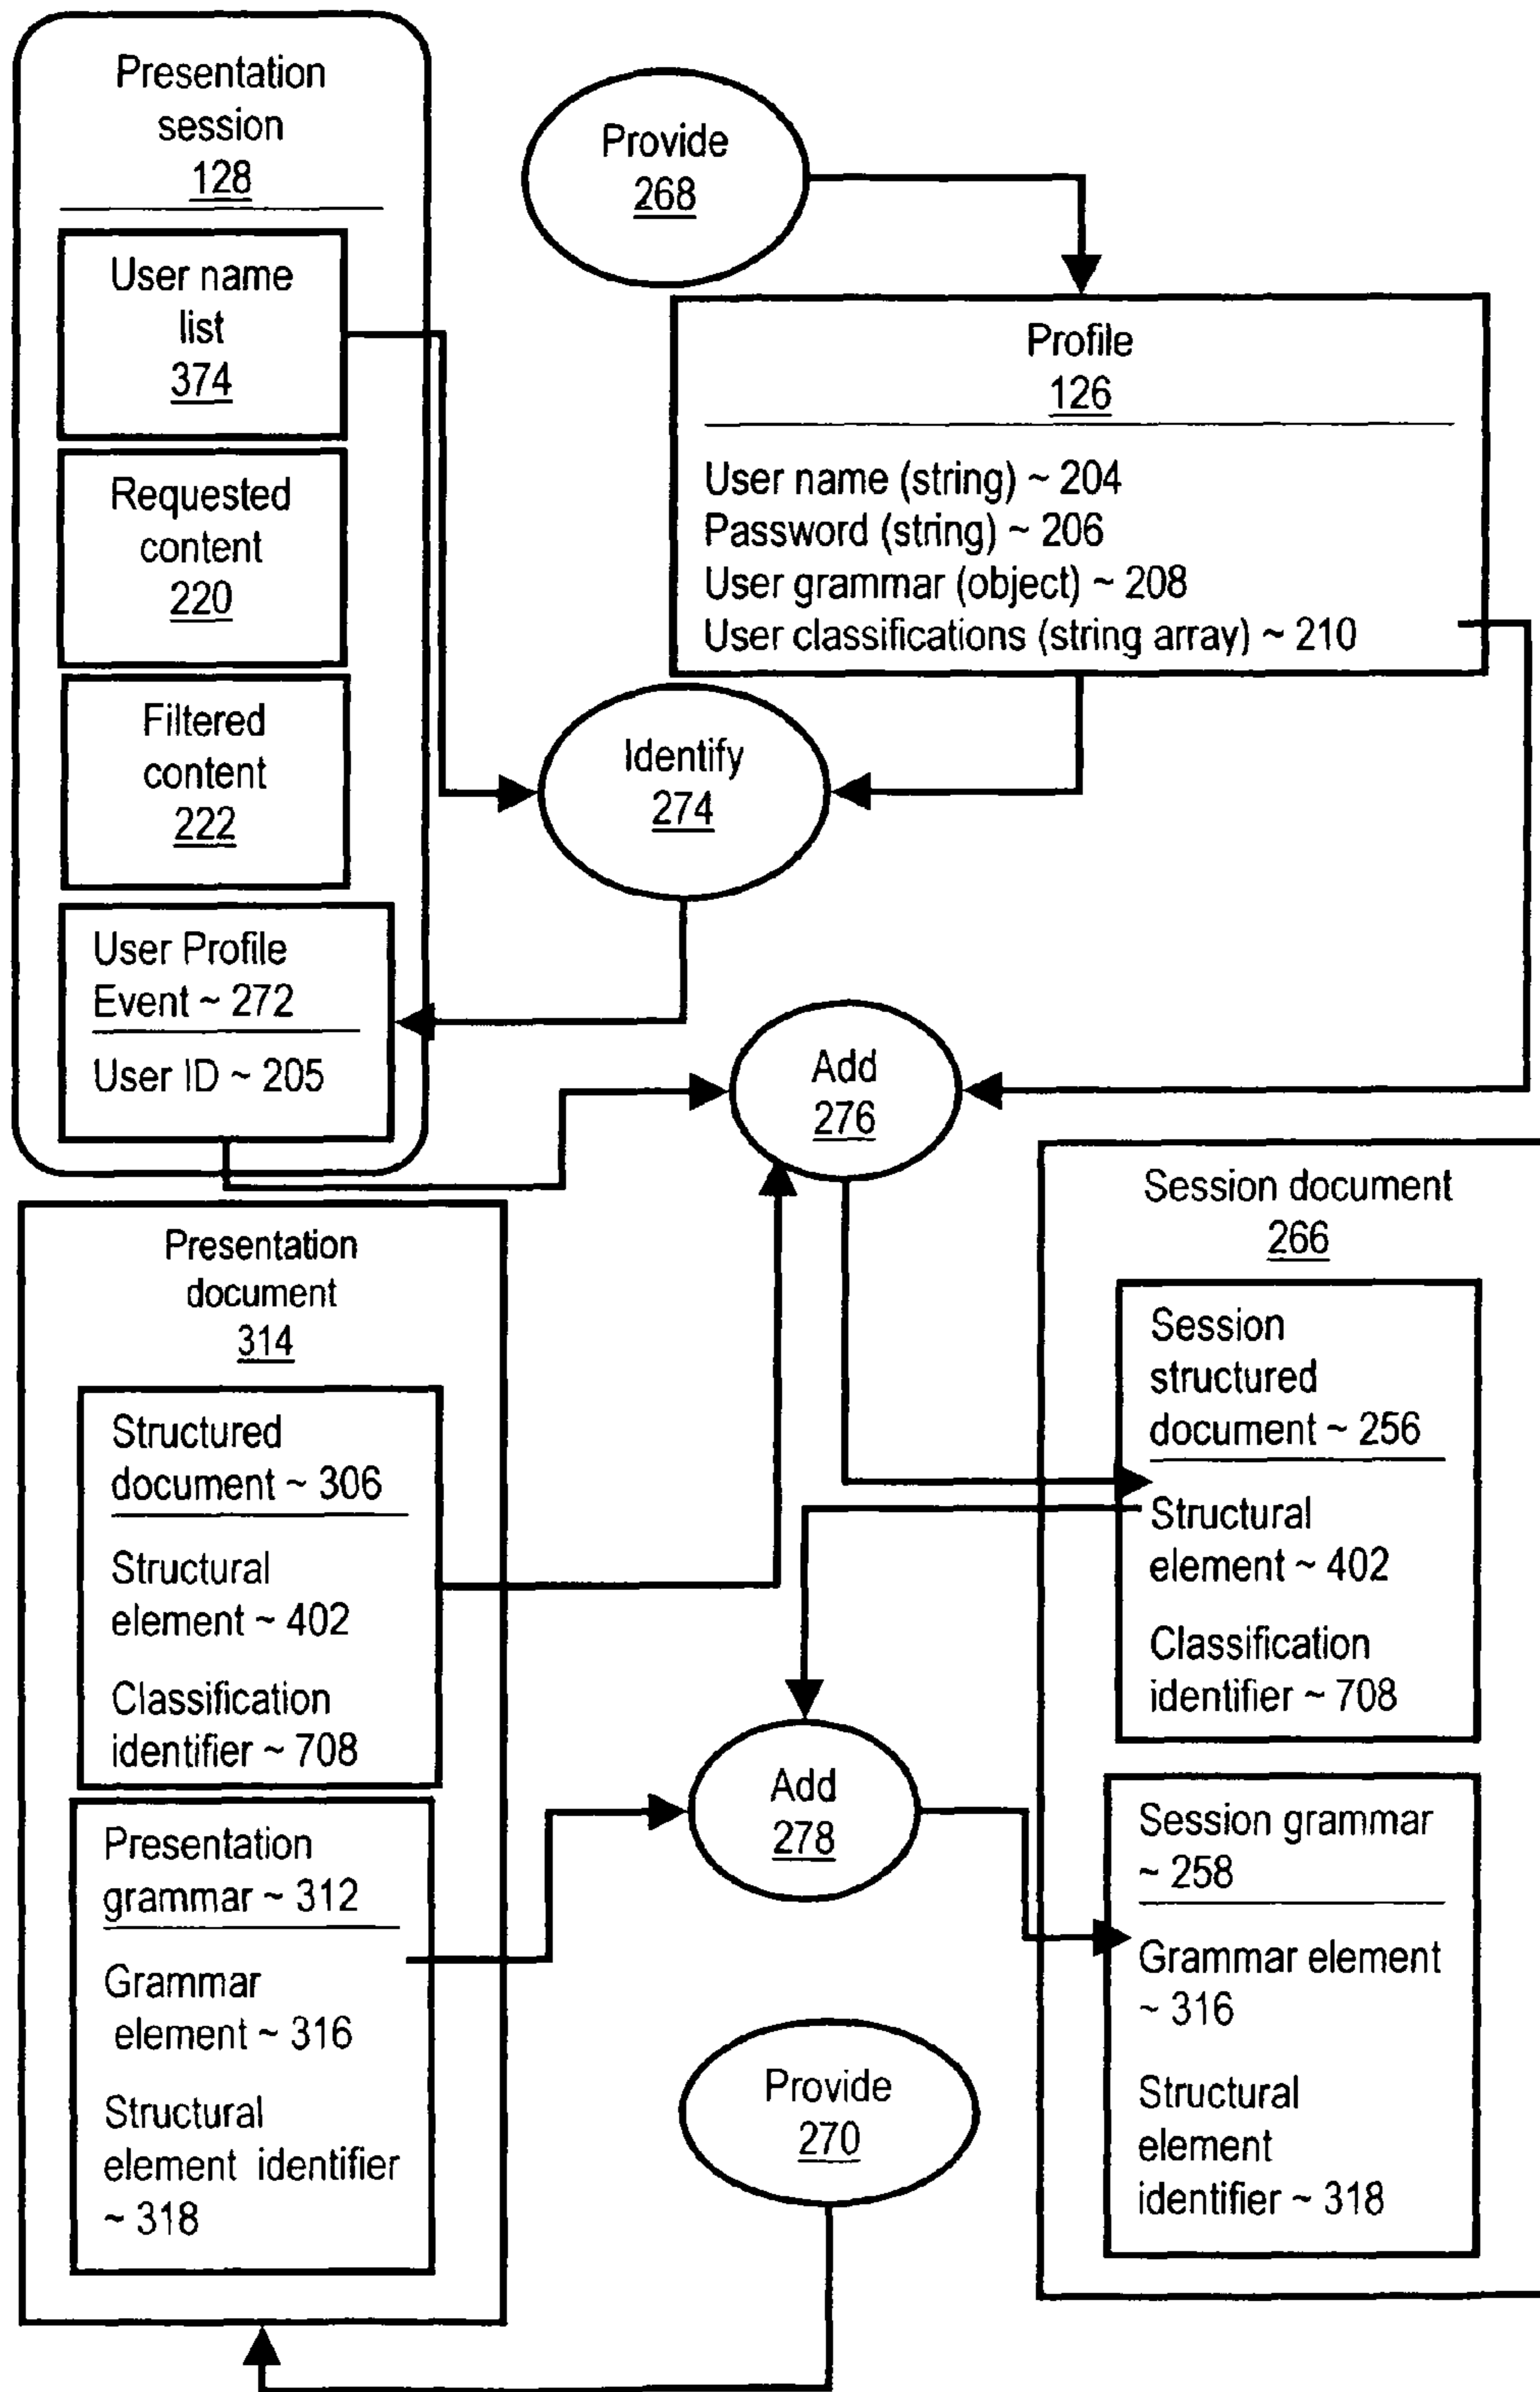 Presentation
session
128
User name
list
374
Requested
content
220
Filtered
content
222
User Profile
Event ~ 272
User ID ~ 205
Provide
268
Profile
126
User name (string) ~ 204
Password (string) ~ 206
User grammar (object) ~ 208
User classifications (string array) ~ 210
Identify
274
Add
276
Presentation
document
314
Structured
document ~ 306
Structural
element ~ 402
Classification
identifier ~ 708
Presentation
grammar ~ 312
Grammar
element ~ 316
Structural
element identifier
~ 318
Add
278
Provide
270
Session document
266
Session
structured
document ~ 256
Structural
element ~ 402
Classification
identifier ~ 708
Session grammar
~ 258
Grammar element
~ 316
Structural
element
identifier ~ 318